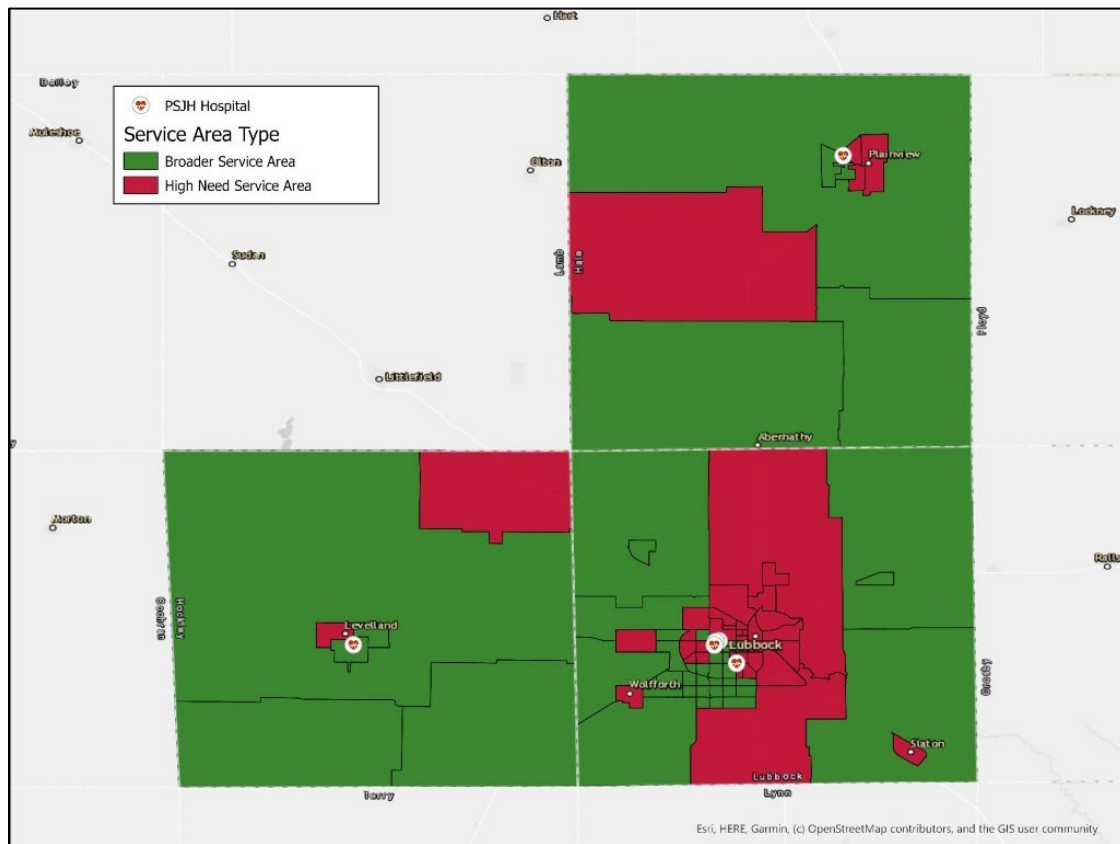 Hart
Bailey
PSJH Hospital
Muleshoe
Service Area Type
Olton
Plainview
Broader Service Area
High Need Service Area
Lockney
Sudan
Lamb
Hale
Floyd
Littlefield
Abernathy
Morton
Ralls
Cochran
Hockley
Levelland
Lubbock
Wolfforth
Crosby
Slaton
Lubbock
Terry
Lynn
Esri, HERE, Garmin, (c) OpenStreetMap contributors, and the GIS user community